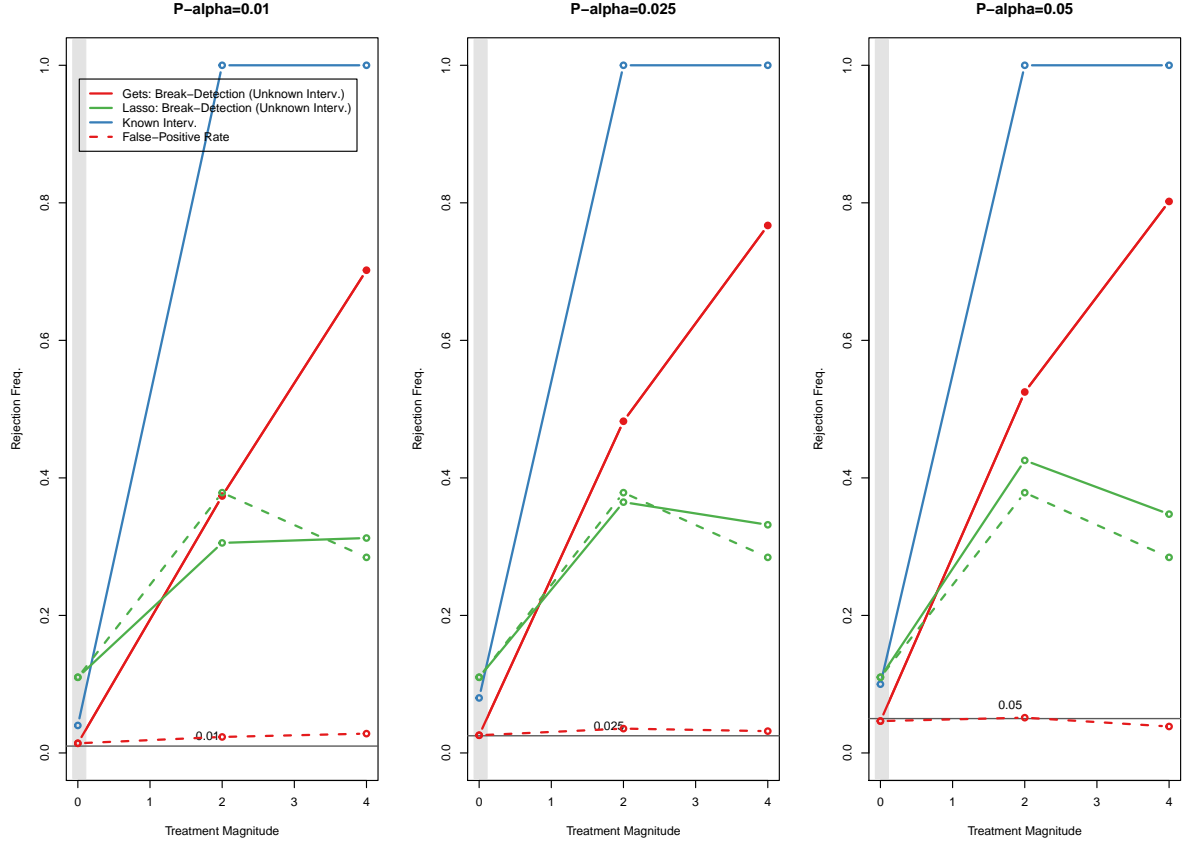 P−alpha=0.01
1.0
0.8
0.6
0.4
0.2
0.0
Rejection Freq.
Gets: Break−Detection (Unknown Interv.)
Lasso: Break−Detection (Unknown Interv.)
Known Interv.
False−Positive Rate
0.01
0 1 2 3 4
Treatment Magnitude
P−alpha=0.025
1.0
0.8
0.6
0.4
0.2
0.0
Rejection Freq.
0.025
0 1 2 3 4
Treatment Magnitude
P−alpha=0.05
1.0
0.8
0.6
0.4
0.2
0.0
Rejection Freq.
0.05
0 1 2 3 4
Treatment Magnitude